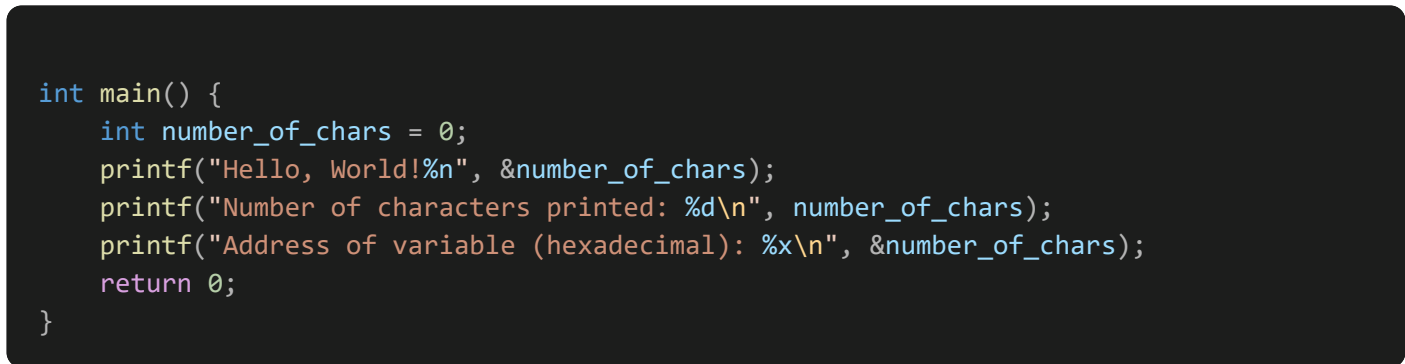 int main() {
    int number_of_chars = 0;
    printf("Hello, World!%n", &number_of_chars);
    printf("Number of characters printed: %d\n", number_of_chars);
    printf("Address of variable (hexadecimal): %x\n", &number_of_chars);
    return 0;
}